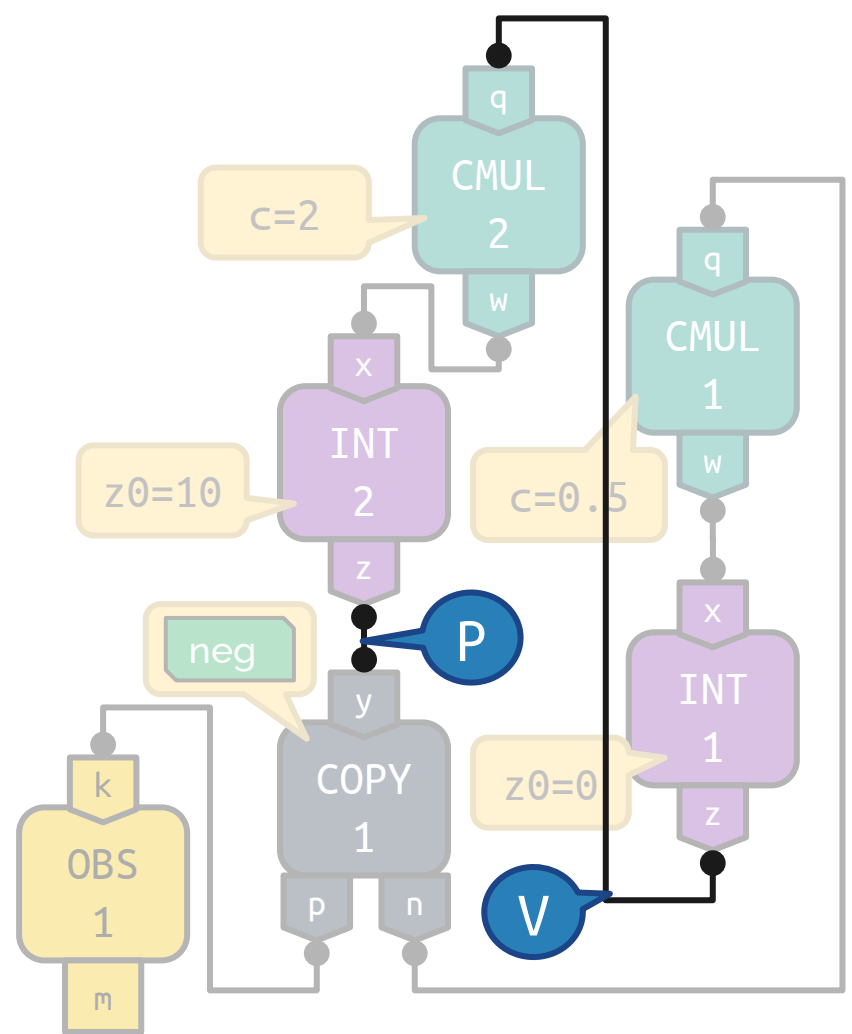 q
CMUL
2
w
c=2
q
CMUL
1
w
c=0.5
x
INT
2
z
z0=10
P
neg
x
INT
1
z
z0=0
y
COPY
1
p
n
k
OBS
1
m
V